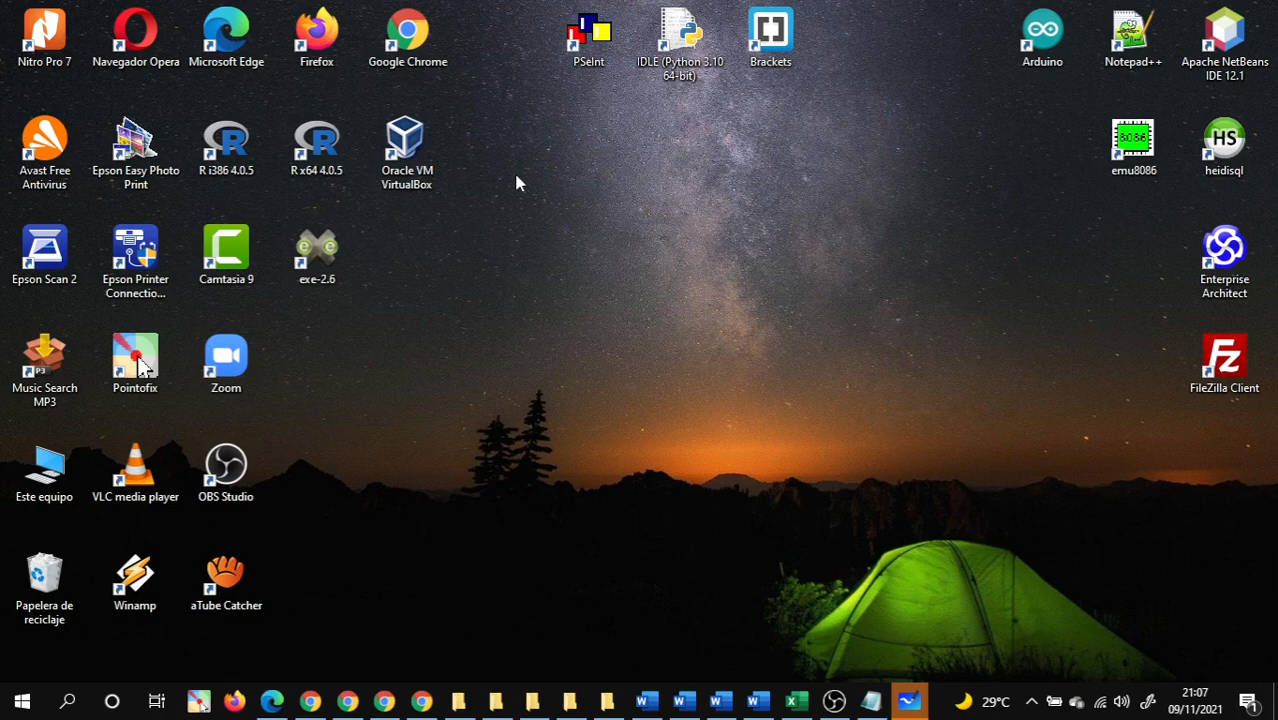 Nitro Pro 7
Navegador Opera
Microsoft Edge
Firefox
Google Chrome
PSeInt
IDLE (Python 3.10
64-bit)
Brackets
Arduino
Notepad++
Apache NetBeans
IDE 12.1
Avast Free
Antivirus
Epson Easy Photo
Print
R i386 4.0.5
R x64 4.0.5
Oracle VM
VirtualBox
8086
emu8086
HS
heidisql
Epson Scan 2
Epson Printer
Connectio...
Camtasia 9
exe-2.6
Enterprise
Architect
P3
Music Search
MP3
Pointofix
Zoom
FileZilla Client
Este equipo
VLC media player
OBS Studio
Papelera de
reciclaje
Winamp
aTube Catcher
29°C
21:07
09/11/2021
1